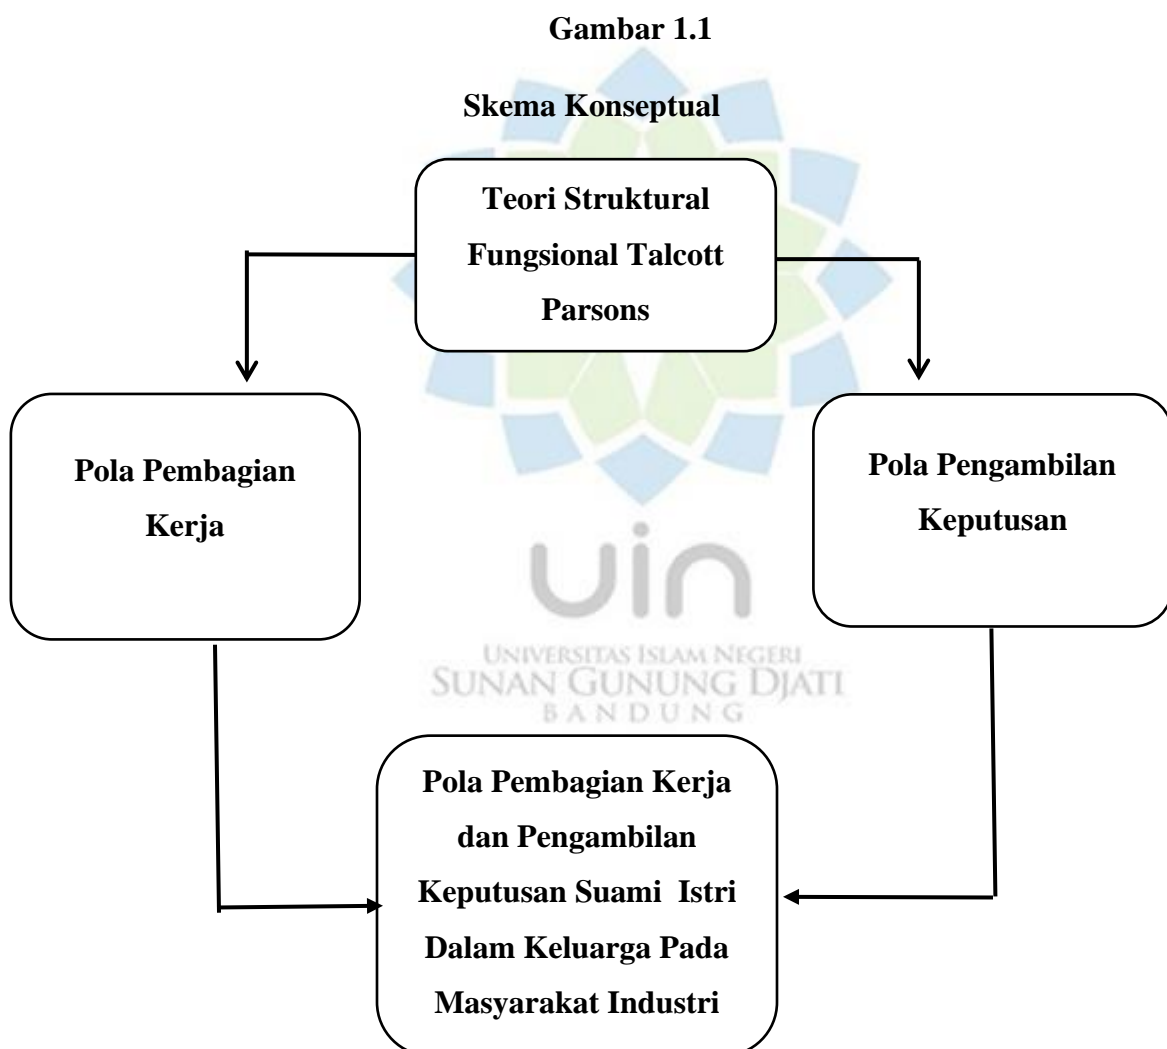 Gambar 1.1
Skema Konseptual
Teori Struktural
Fungsional Talcott
Parsons
Pola Pembagian
Kerja
Pola Pengambilan
Keputusan
uin
UNIVERSITAS ISLAM NEGERI
SUNAN GUNUNG DJATI
BANDUNG
Pola Pembagian Kerja
dan Pengambilan
Keputusan Suami Istri
Dalam Keluarga Pada
Masyarakat Industri